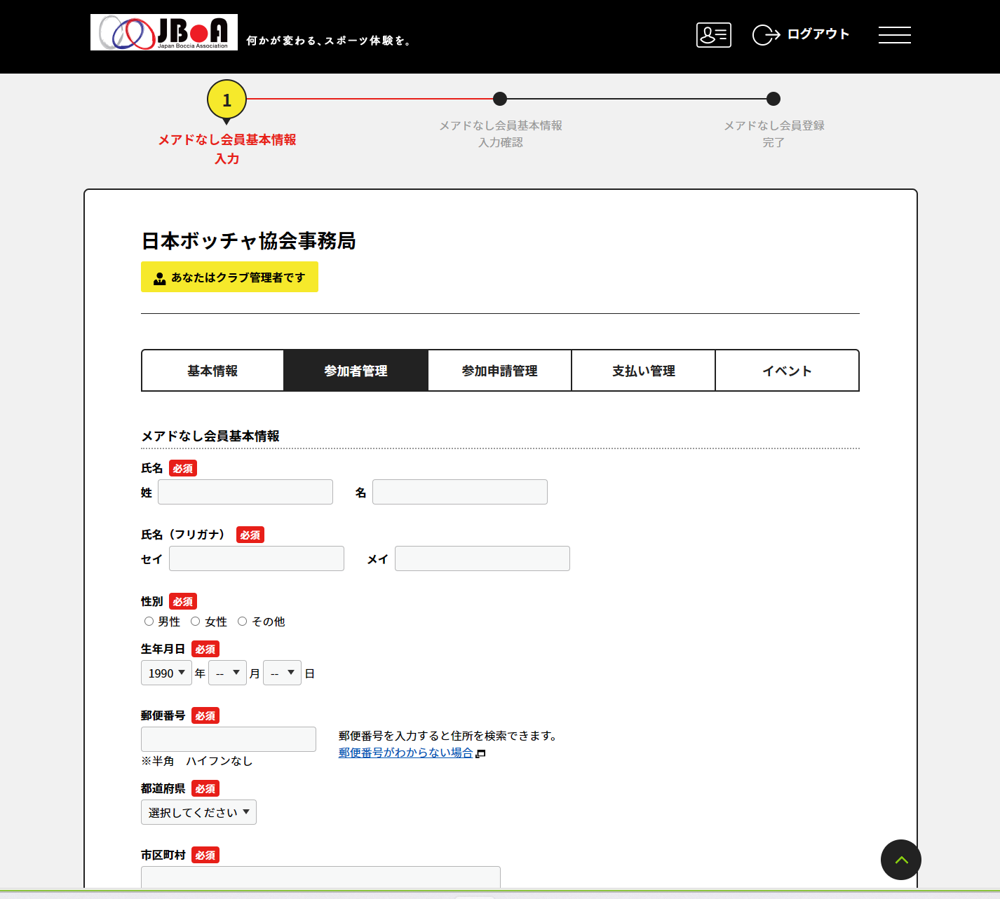 JBoA
Japan Boccia Association
何かが変わる、スポーツ体験を。
ログアウト
1
メアドなし会員基本情報
入力
メアドなし会員基本情報
入力確認
メアドなし会員登録
完了
日本ボッチャ協会事務局
あなたはクラブ管理者です
基本情報 参加者管理 参加申請管理 支払い管理 イベント
メアドなし会員基本情報
氏名 必須
姓 名
氏名（フリガナ） 必須
セイ メイ
性別 必須
男性 女性 その他
生年月日 必須
1990 年 -- 月 -- 日
郵便番号 必須
郵便番号を入力すると住所を検索できます。
郵便番号がわからない場合
※半角　ハイフンなし
都道府県 必須
選択してください
市区町村 必須